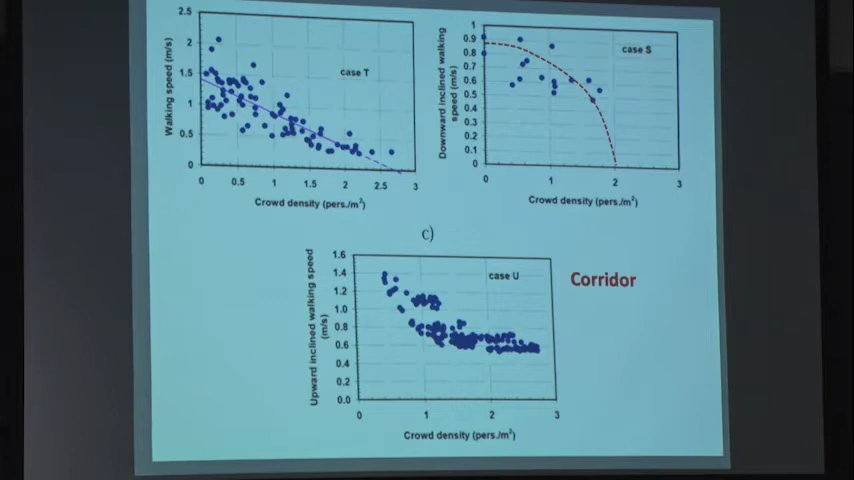 2.5
2
1.5
1
0.5
0
0 0.5 1 1.5 2 2.5 3
Walking speed (m/s)
case T
Crowd density (pers./m²)
1
0.9
0.8
0.7
0.6
0.5
0.4
0.3
0.2
0.1
0
0 1 2 3
Downward inclined walking
speed (m/s)
case S
Crowd density (pers./m²)
c)
1.6
1.4
1.2
1.0
0.8
0.6
0.4
0.2
0.0
0 1 2 3
Upward inclined walking speed
(m/s)
case U
Crowd density (pers./m²)
Corridor